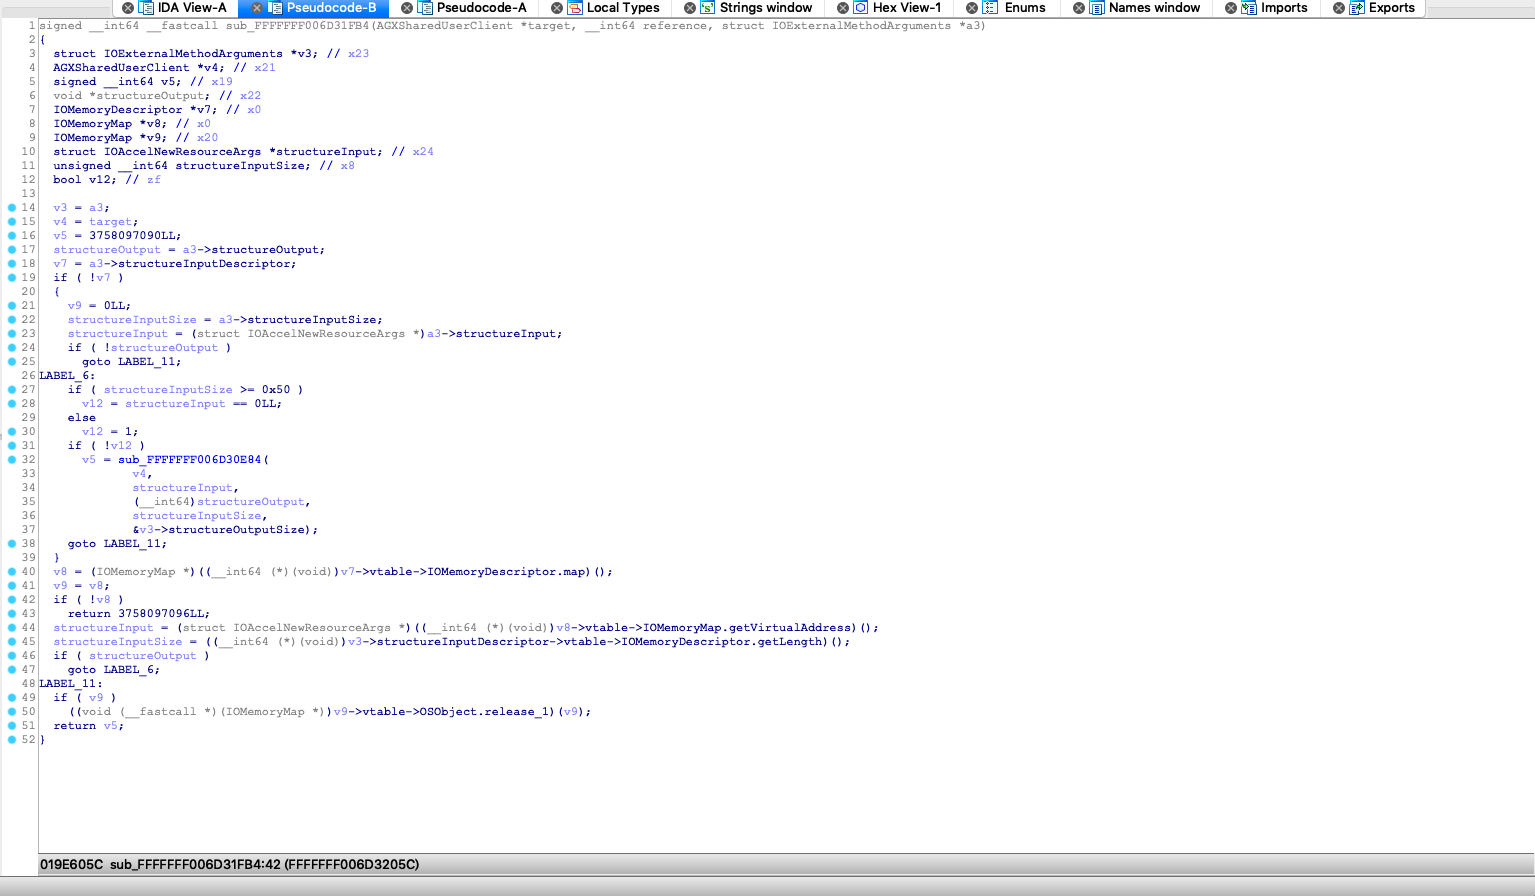 IDA View-A Pseudocode-B Pseudocode-A Local Types Strings window Hex View-1 Enums Names window Imports Exports
1 signed __int64 __fastcall sub_FFFFFFF006D31FB4(AGXSharedUserClient *target, __int64 reference, struct IOExternalMethodArguments *a3)
2 {
3 struct IOExternalMethodArguments *v3; // x23
4 AGXSharedUserClient *v4; // x21
5 signed __int64 v5; // x19
6 void *structureOutput; // x22
7 IOMemoryDescriptor *v7; // x0
8 IOMemoryMap *v8; // x0
9 IOMemoryMap *v9; // x20
10 struct IOAccelNewResourceArgs *structureInput; // x24
11 unsigned __int64 structureInputSize; // x8
12 bool v12; // zf
13
14 v3 = a3;
15 v4 = target;
16 v5 = 3758097090LL;
17 structureOutput = a3->structureOutput;
18 v7 = a3->structureInputDescriptor;
19 if ( !v7 )
20 {
21 v9 = 0LL;
22 structureInputSize = a3->structureInputSize;
23 structureInput = (struct IOAccelNewResourceArgs *)a3->structureInput;
24 if ( !structureOutput )
25 goto LABEL_11;
26 LABEL_6:
27 if ( structureInputSize >= 0x50 )
28 v12 = structureInput == 0LL;
29 else
30 v12 = 1;
31 if ( !v12 )
32 v5 = sub_FFFFFFF006D30E84(
33 v4,
34 structureInput,
35 (__int64)structureOutput,
36 structureInputSize,
37 &v3->structureOutputSize);
38 goto LABEL_11;
39 }
40 v8 = (IOMemoryMap *)((__int64 (*)(void))v7->vtable->IOMemoryDescriptor.map)();
41 v9 = v8;
42 if ( !v8 )
43 return 3758097096LL;
44 structureInput = (struct IOAccelNewResourceArgs *)((__int64 (*)(void))v8->vtable->IOMemoryMap.getVirtualAddress)();
45 structureInputSize = ((__int64 (*)(void))v3->structureInputDescriptor->vtable->IOMemoryDescriptor.getLength)();
46 if ( structureOutput )
47 goto LABEL_6;
48 LABEL_11:
49 if ( v9 )
50 ((void (__fastcall *)(IOMemoryMap *))v9->vtable->OSObject.release_1)(v9);
51 return v5;
52 }
019E605C sub_FFFFFFF006D31FB4:42 (FFFFFFF006D3205C)